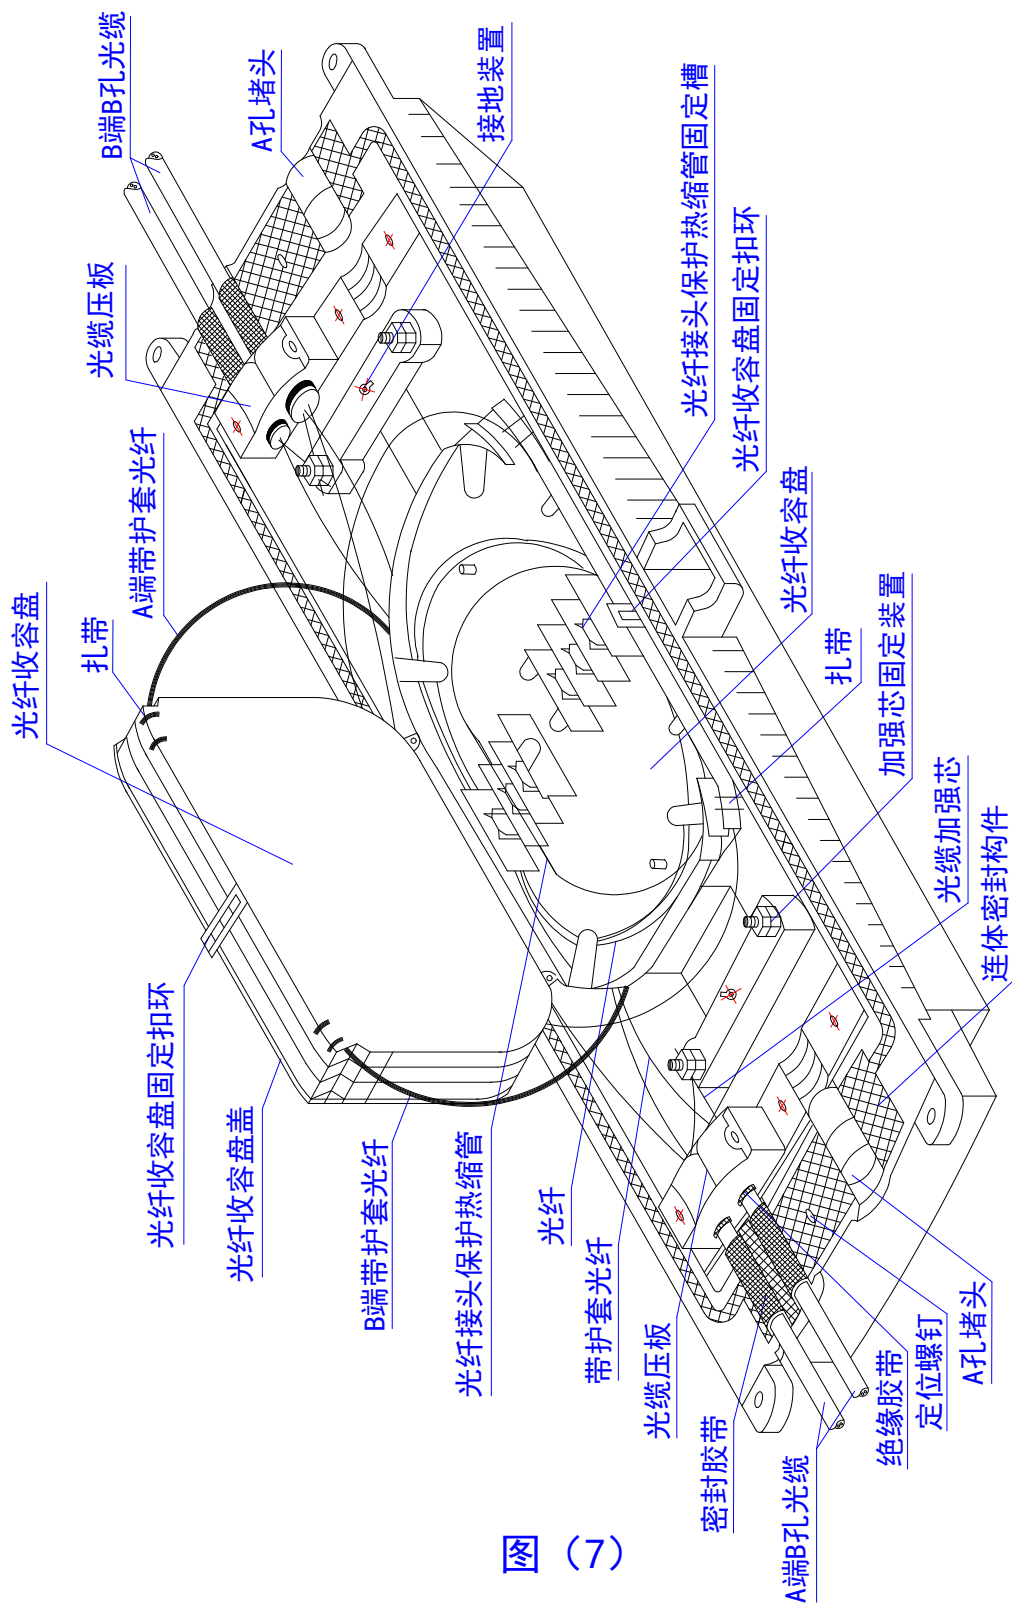 B端B孔光缆
A孔堵头
接地装置
光纤接头保护热缩管固定槽
光纤收容盘固定扣环
光缆压板
A端带护套光纤
光纤收容盘
扎带
光纤收容盘
扎带
加强芯固定装置
光缆加强芯
连体密封构件
光纤收容盘固定扣环
光纤收容盘盖
B端带护套光纤
光纤接头保护热缩管
光纤
带护套光纤
光缆压板
密封胶带
A端B孔光缆
绝缘胶带
定位螺钉
A孔堵头
图（7）